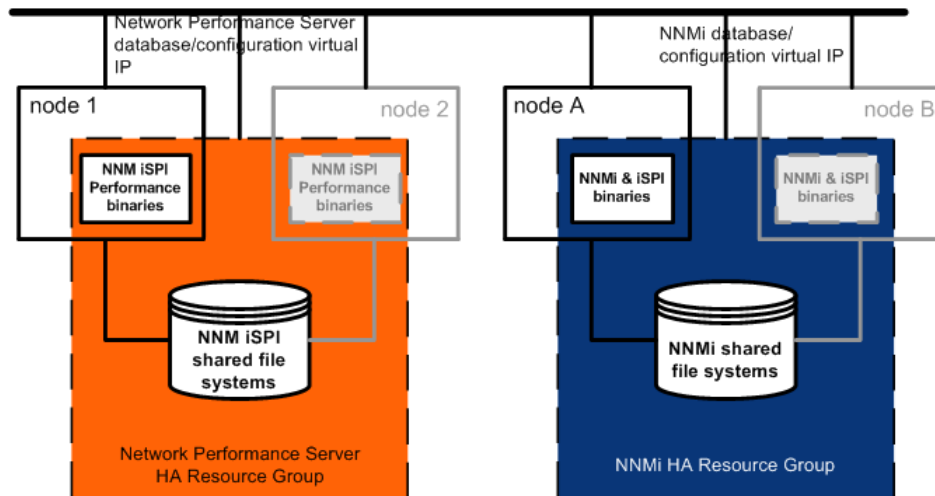 Network Performance Server
database/configuration virtual
IP
NNMi database/
configuration virtual IP
node 1
node 2
node A
node B
NNM iSPI
Performance
binaries
NNM iSPI
Performance
binaries
NNMi & iSPI
binaries
NNMi & iSPI
binaries
NNM iSPI
shared file
systems
NNMi shared
file systems
Network Performance Server
HA Resource Group
NNMi HA Resource Group